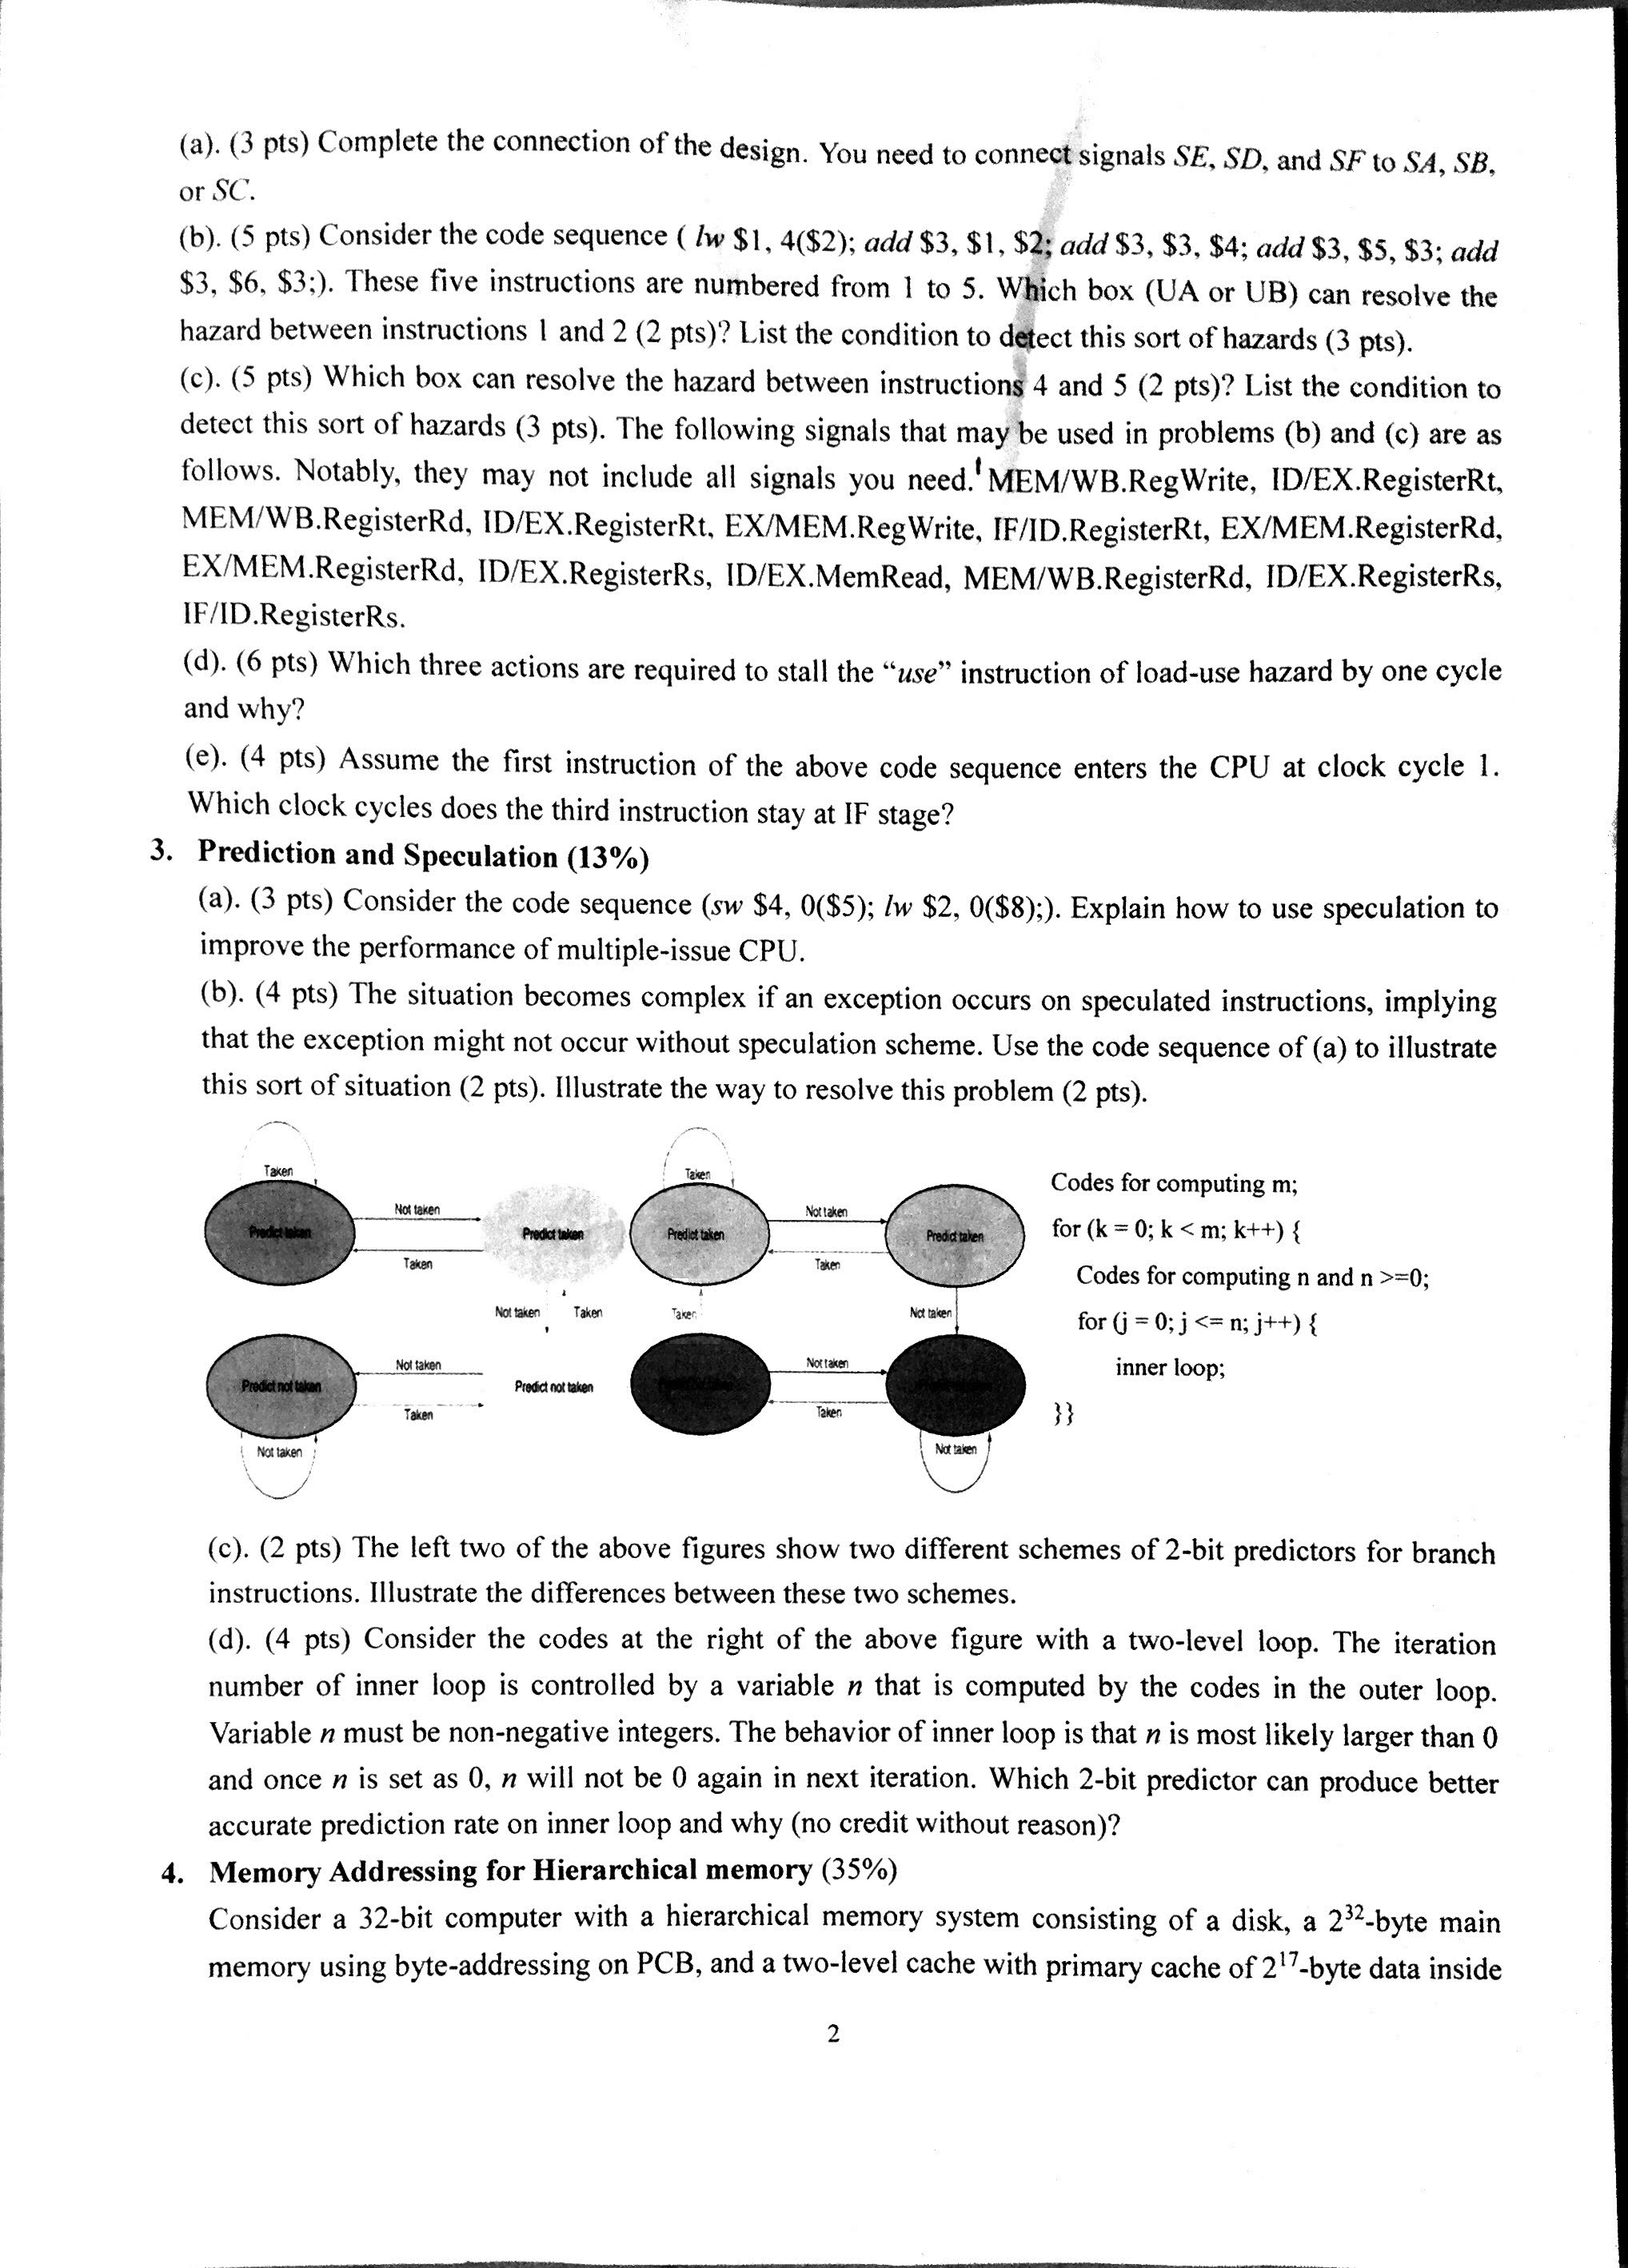 (a). (3 pts) Complete the connection of the design. You need to connect signals SE, SD, and SF to SA, SB,
or SC.
(b). (5 pts) Consider the code sequence ( lw $1, 4($2); add $3, $1, $2; add $3, $3, $4; add $3, $5, $3; add
$3, $6, $3;). These five instructions are numbered from 1 to 5. Which box (UA or UB) can resolve the
hazard between instructions 1 and 2 (2 pts)? List the condition to detect this sort of hazards (3 pts).
(c). (5 pts) Which box can resolve the hazard between instructions 4 and 5 (2 pts)? List the condition to
detect this sort of hazards (3 pts). The following signals that may be used in problems (b) and (c) are as
follows. Notably, they may not include all signals you need. MEM/WB.RegWrite, ID/EX.RegisterRt,
MEM/WB.RegisterRd, ID/EX.RegisterRt, EX/MEM.RegWrite, IF/ID.RegisterRt, EX/MEM.RegisterRd,
EX/MEM.RegisterRd, ID/EX.RegisterRs, ID/EX.MemRead, MEM/WB.RegisterRd, ID/EX.RegisterRs,
IF/ID.RegisterRs.
(d). (6 pts) Which three actions are required to stall the “use” instruction of load-use hazard by one cycle
and why?
(e). (4 pts) Assume the first instruction of the above code sequence enters the CPU at clock cycle 1.
Which clock cycles does the third instruction stay at IF stage?
3. Prediction and Speculation (13%)
(a). (3 pts) Consider the code sequence (sw $4, 0($5); lw $2, 0($8);). Explain how to use speculation to
improve the performance of multiple-issue CPU.
(b). (4 pts) The situation becomes complex if an exception occurs on speculated instructions, implying
that the exception might not occur without speculation scheme. Use the code sequence of (a) to illustrate
this sort of situation (2 pts). Illustrate the way to resolve this problem (2 pts).
Taken
Predict taken
Not taken
Taken
Predict taken
Not taken
Taken
Predict not taken
Not taken
Taken
Predict not taken
Not taken
Taken
Predict taken
Not taken
Taken
Predict taken
Taken
Not taken
Not taken
Taken
Not taken
Codes for computing m;
for (k = 0; k < m; k++) {
Codes for computing n and n >=0;
for (j = 0; j <= n; j++) {
inner loop;
}}
(c). (2 pts) The left two of the above figures show two different schemes of 2-bit predictors for branch
instructions. Illustrate the differences between these two schemes.
(d). (4 pts) Consider the codes at the right of the above figure with a two-level loop. The iteration
number of inner loop is controlled by a variable n that is computed by the codes in the outer loop.
Variable n must be non-negative integers. The behavior of inner loop is that n is most likely larger than 0
and once n is set as 0, n will not be 0 again in next iteration. Which 2-bit predictor can produce better
accurate prediction rate on inner loop and why (no credit without reason)?
4. Memory Addressing for Hierarchical memory (35%)
Consider a 32-bit computer with a hierarchical memory system consisting of a disk, a 2³²-byte main
memory using byte-addressing on PCB, and a two-level cache with primary cache of 2¹⁷-byte data inside
2